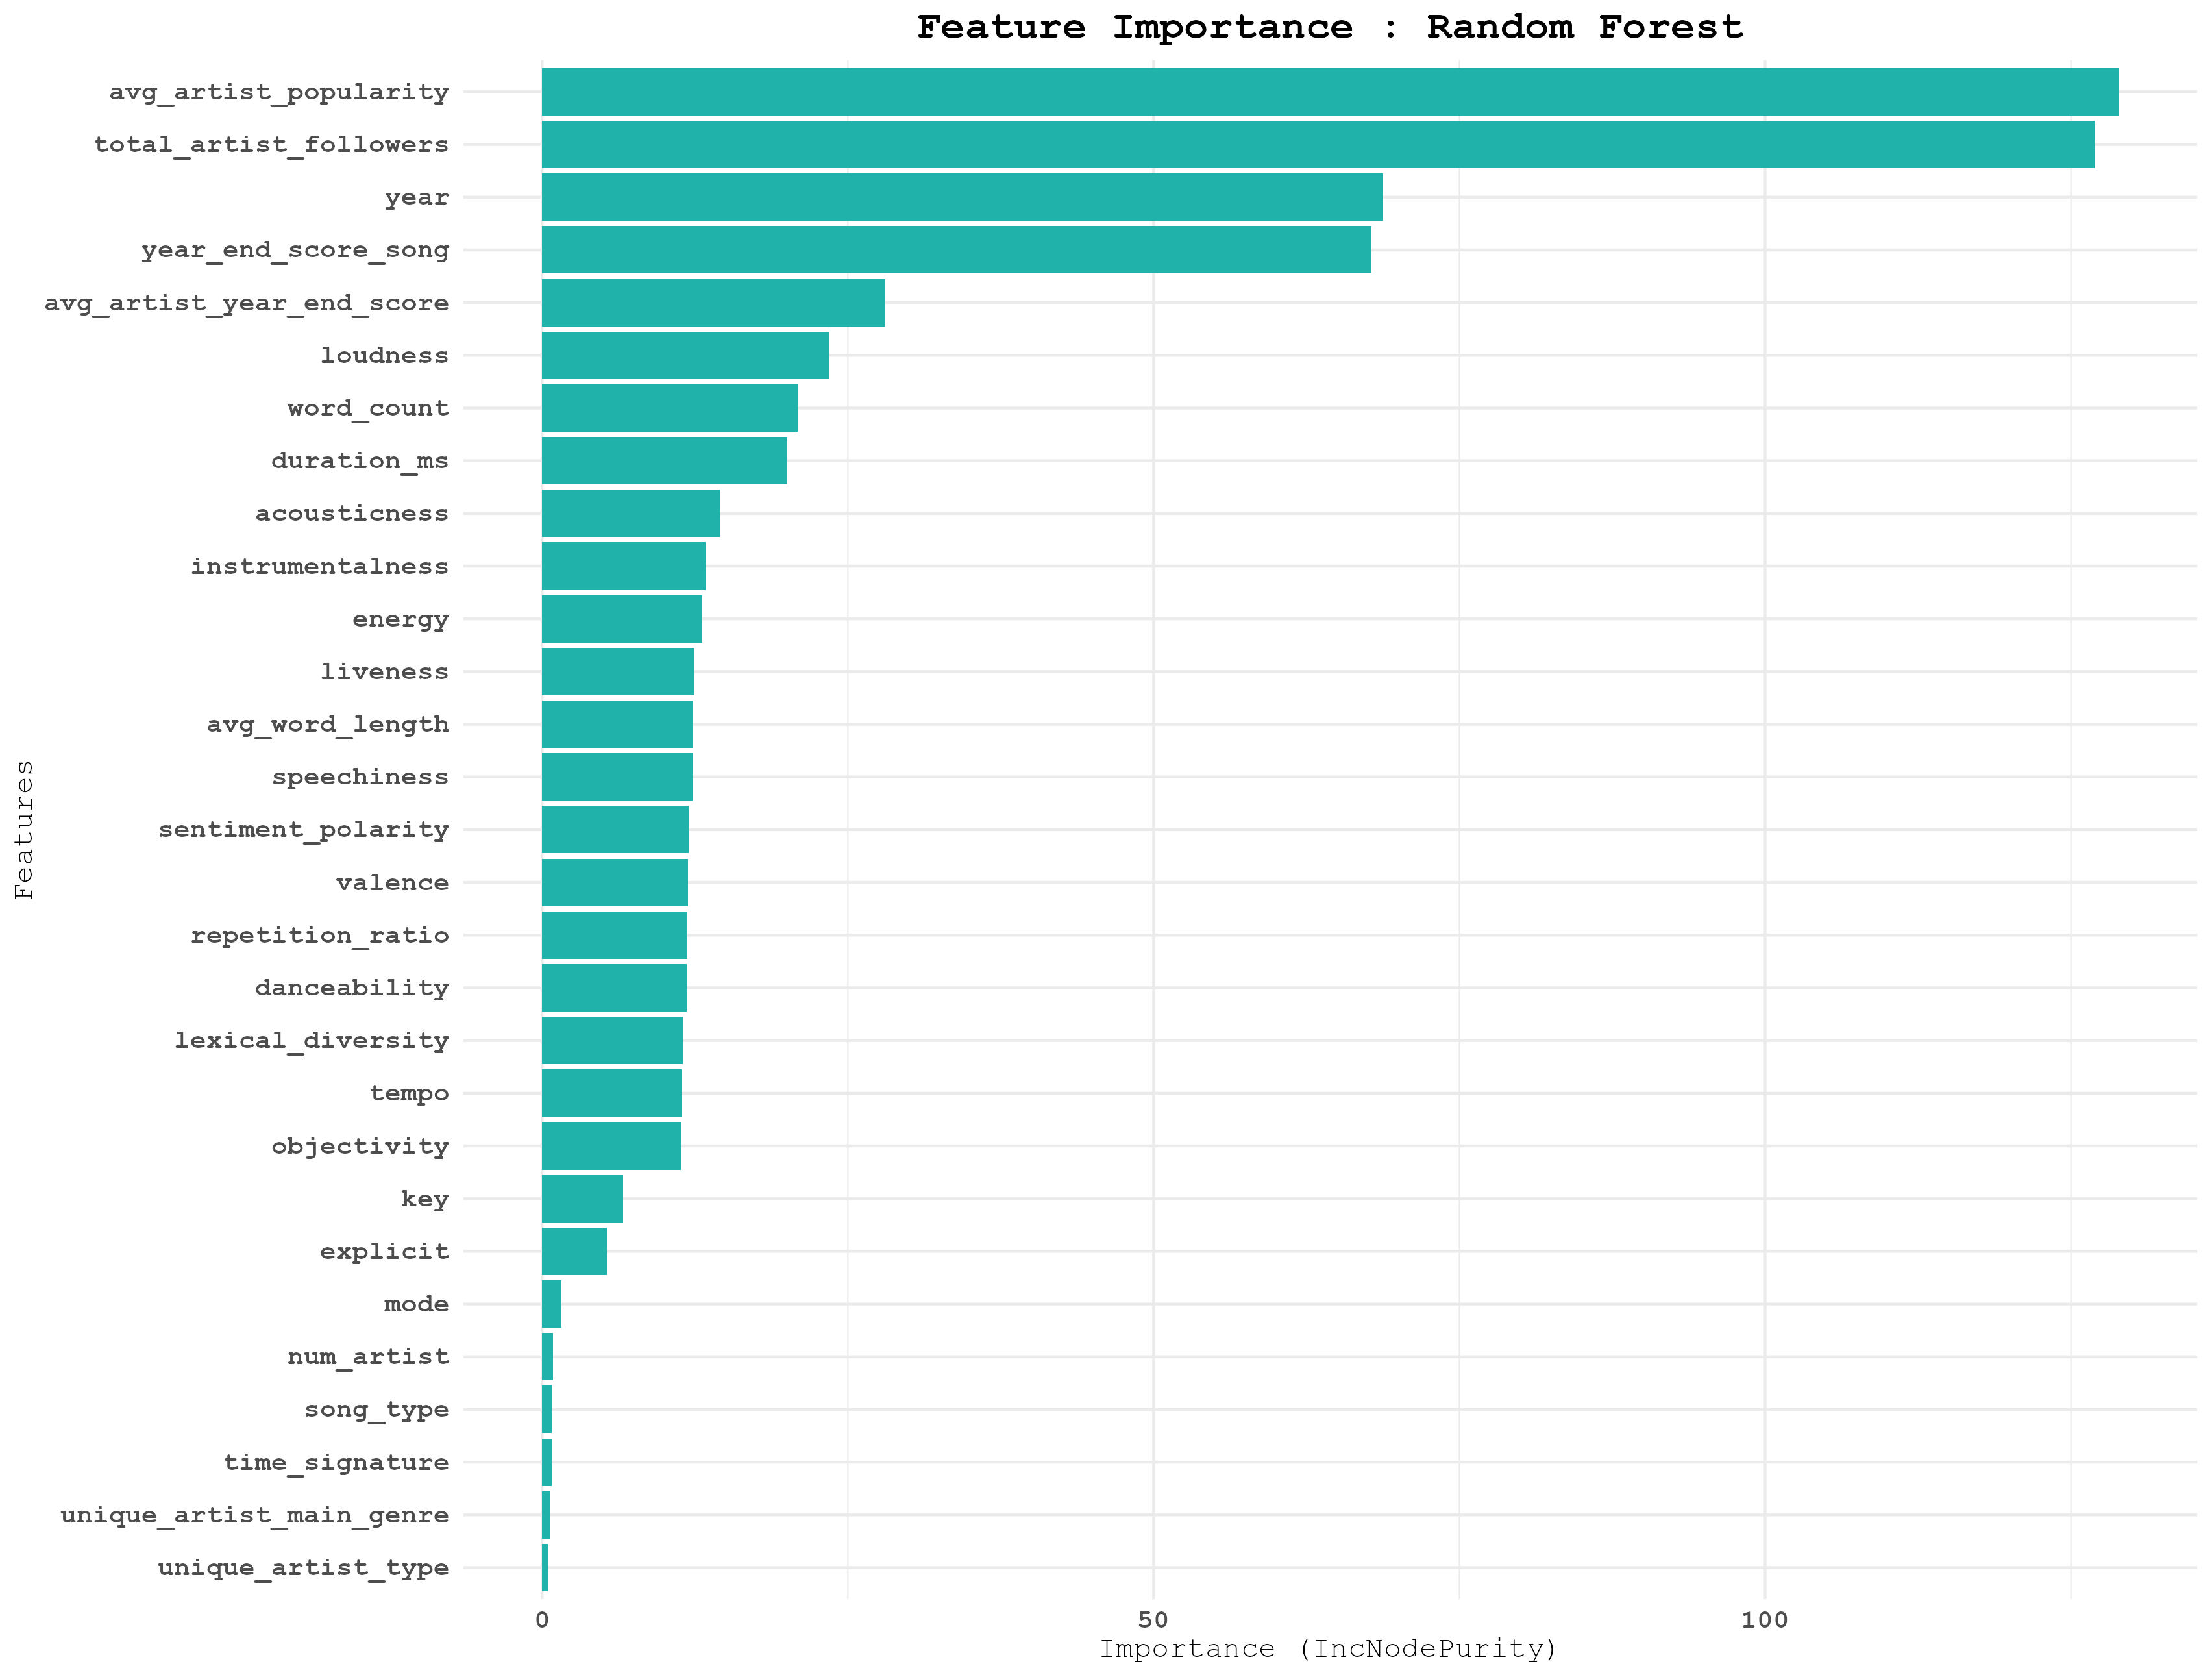 Feature Importance : Random Forest
avg_artist_popularity
total_artist_followers
year
year_end_score_song
avg_artist_year_end_score
loudness
word_count
duration_ms
acousticness
instrumentalness
energy
liveness
avg_word_length
speechiness
sentiment_polarity
valence
repetition_ratio
danceability
lexical_diversity
tempo
objectivity
key
explicit
mode
num_artist
song_type
time_signature
unique_artist_main_genre
unique_artist_type
Features
0 50 100
Importance (IncNodePurity)